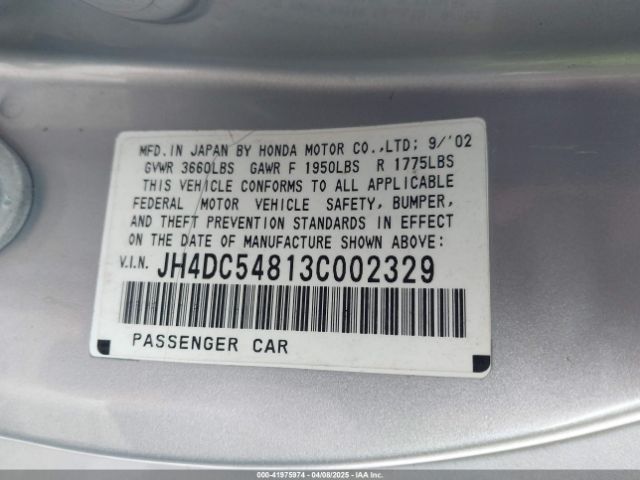 MFD.IN JAPAN BY HONDA MOTOR CO.,LTD; 9/'02
GVWR 3660LBS GAWR F 1950LBS R 1775LBS
THIS VEHICLE CONFORMS TO ALL APPLICABLE
FEDERAL MOTOR VEHICLE SAFETY, BUMPER,
AND THEFT PREVENTION STANDARDS IN EFFECT
ON THE DATE OF MANUFACTURE SHOWN ABOVE:
V.I.N. JH4DC54813C002329
PASSENGER CAR
000-41975974 04/08/2025 IAAI.COM